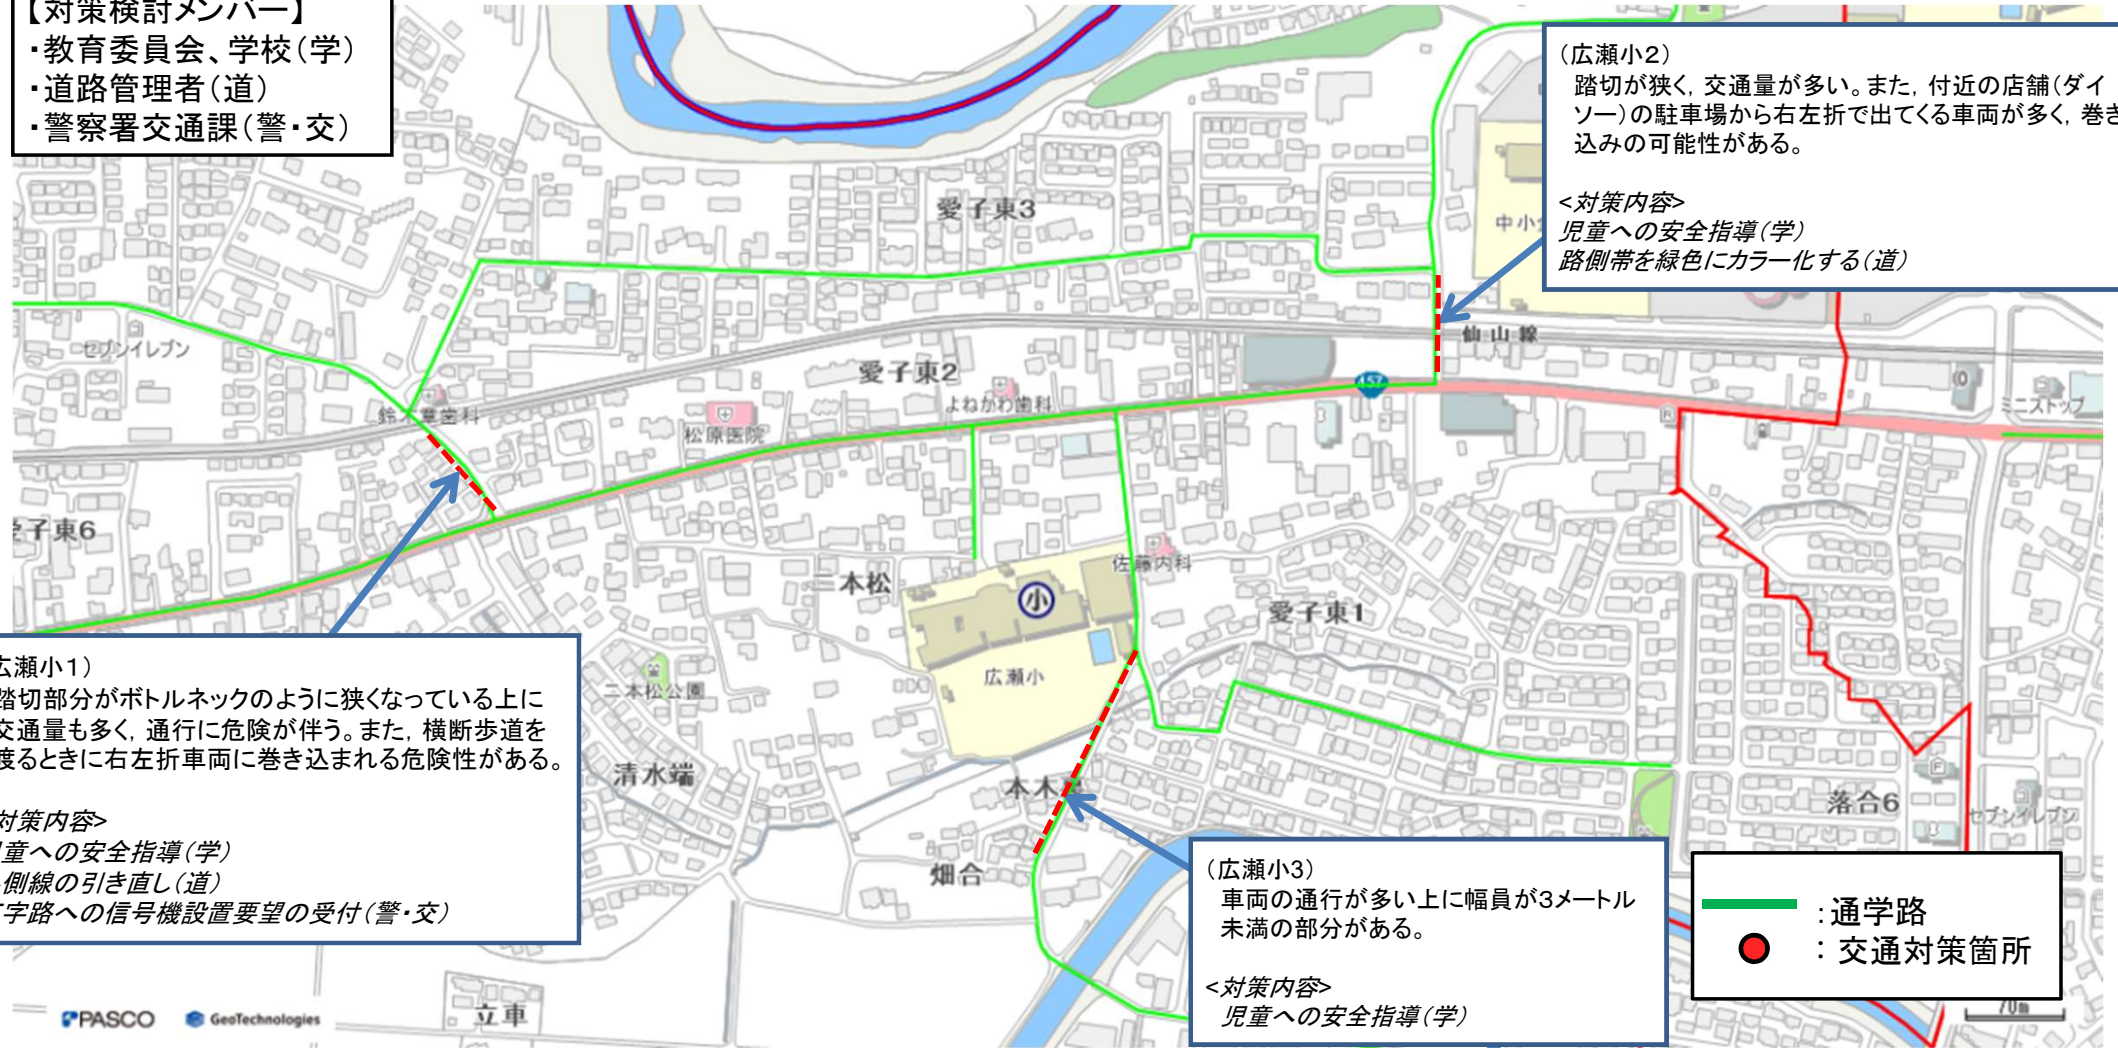 【対策検討メンバー】
・教育委員会、学校（学）
・道路管理者（道）
・警察署交通課（警・交）
（広瀬小2）
踏切が狭く，交通量が多い。また，付近の店舗（ダイ
ソー）の駐車場から右左折で出てくる車両が多く，巻き
込みの可能性がある。
<対策内容>
児童への安全指導（学）
路側帯を緑色にカラー化する（道）
愛子東3
中小
仙山線
セブンイレブン
愛子東2
457
よねかわ歯科
ミニストップ
鈴木
歯科
松原医院
子東6
二本松
小
佐藤内科
愛子東1
広瀬小
二本松公園
清水端
本木
畑合
落合6
セブンイレブン
立車
広瀬小１）
踏切部分がボトルネックのように狭くなっている上に
交通量も多く，通行に危険が伴う。また，横断歩道を
渡るときに右左折車両に巻き込まれる危険性がある。
対策内容>
童への安全指導（学）
側線の引き直し（道）
字路への信号機設置要望の受付（警・交）
（広瀬小3）
車両の通行が多い上に幅員が３メートル
未満の部分がある。
<対策内容>
児童への安全指導（学）
：通学路
：交通対策箇所
70m
PASCO
GeoTechnologies